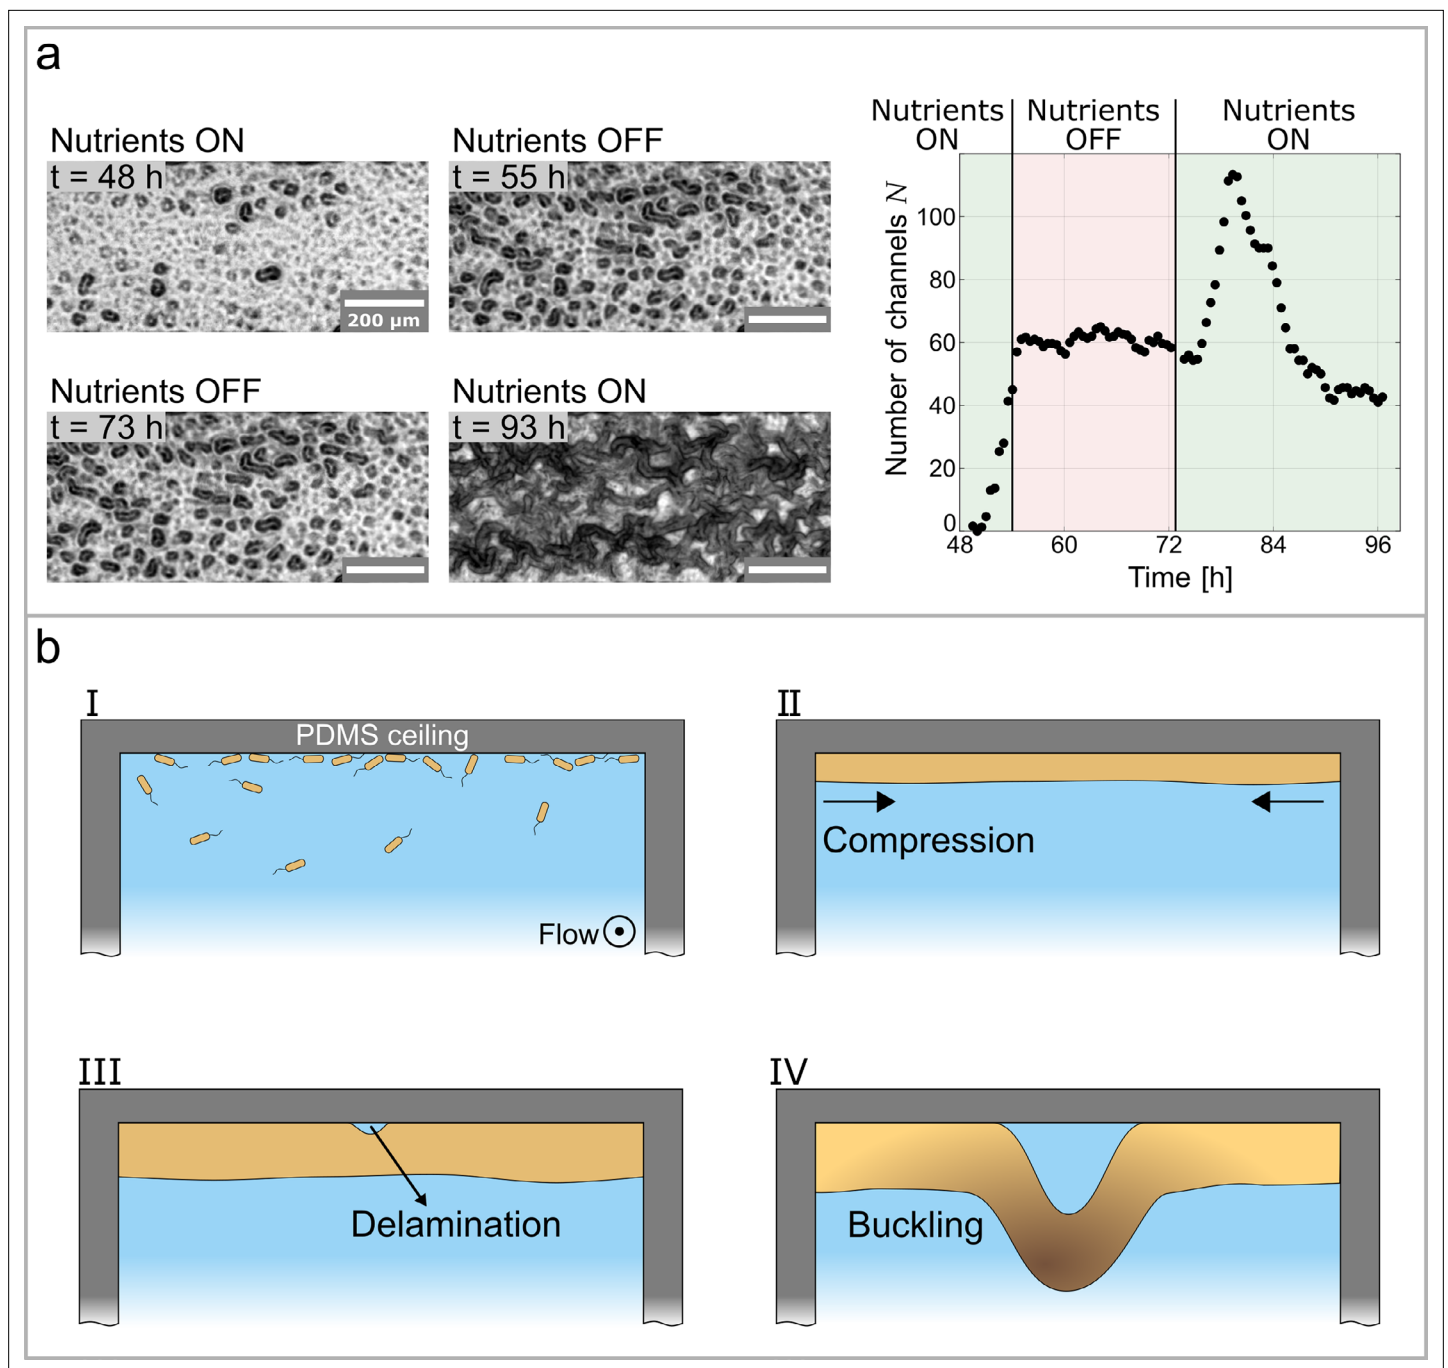 a
Nutrients ON
t = 48 h
200 µm
Nutrients OFF
t = 55 h
Nutrients OFF
t = 73 h
Nutrients ON
t = 93 h
Nutrients
ON
Nutrients
OFF
Nutrients
ON
Number of channels N
100
80
60
40
20
0
48
60
72
84
96
Time [h]
b
I
PDMS ceiling
Flow
II
Compression
III
Delamination
IV
Buckling